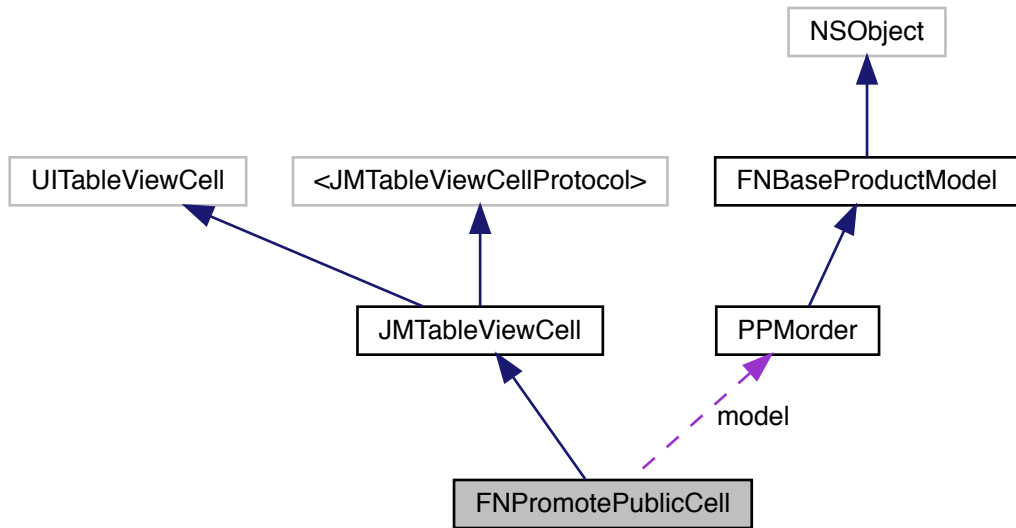 NSObject
UITableViewCell
<JMTableViewCellProtocol>
FNBaseProductModel
JMTableViewCell
PPMorder
model
FNPromotePublicCell